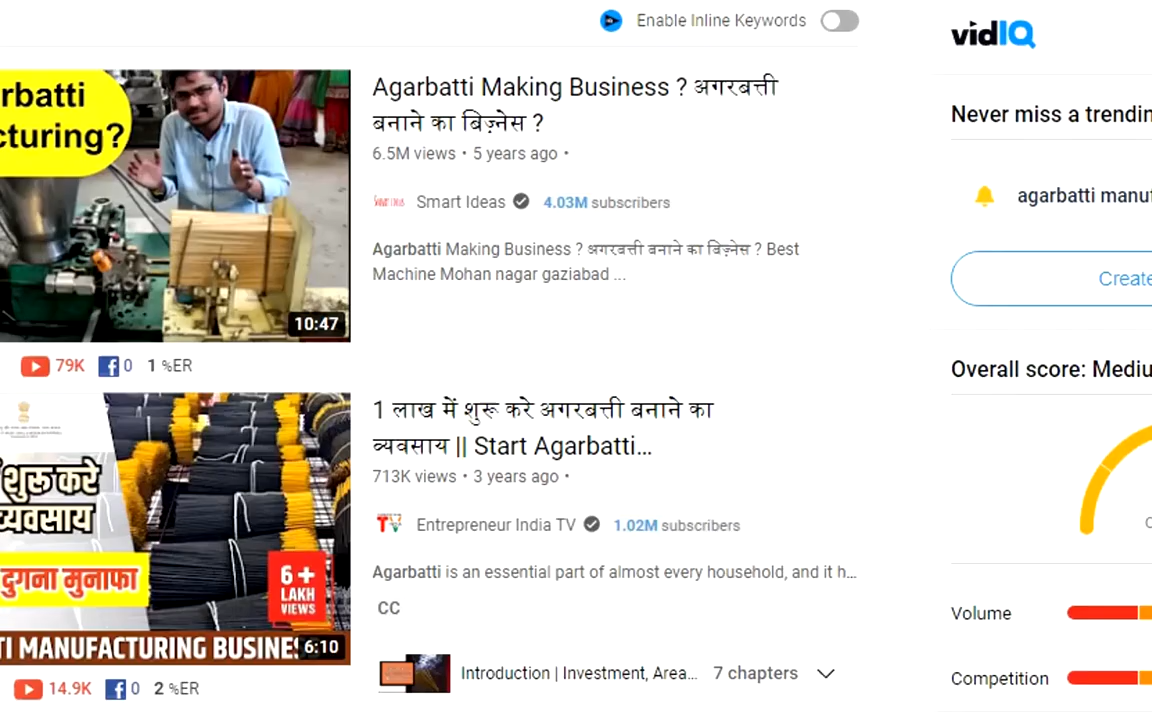 Enable Inline Keywords
vidIQ
rbatti
cturing?
10:47
79K 0 1 %ER
Agarbatti Making Business ? अगरबत्ती
बनाने का बिज़्नेस ?
6.5M views • 5 years ago •
Smart Ideas 4.03M subscribers
Agarbatti Making Business ? अगरबत्ती बनाने का बिज़्नेस ? Best
Machine Mohan nagar gaziabad ...
शुरू करे
व्यवसाय
दुगना मुनाफा
6+
LAKH
VIEWS
TI MANUFACTURING BUSINES
6:10
14.9K 0 2 %ER
1 लाख में शुरू करे अगरबत्ती बनाने का
व्यवसाय || Start Agarbatti...
713K views • 3 years ago •
Entrepreneur India TV 1.02M subscribers
Agarbatti is an essential part of almost every household, and it h...
CC
Introduction | Investment, Area... 7 chapters
Never miss a trendin
agarbatti manuf
Create
Overall score: Mediu
Volume
Competition